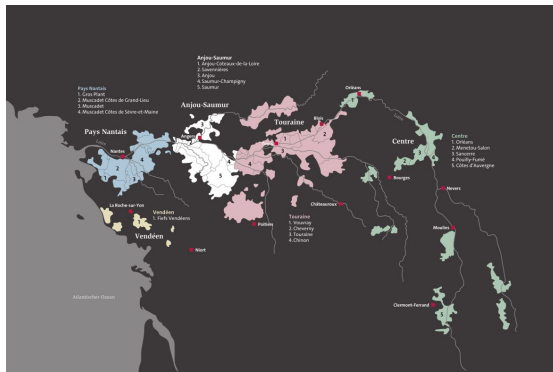 Anjou-Saumur
1. Anjou-Coteaux-de-la-Loire
2. Savennières
3. Anjou
4. Saumur-Champigny
5. Saumur
Pays Nantais
1. Gros Plant
2. Muscadet Côtes de Grand-Lieu
3. Muscadet
4. Muscadet Côtes de Sèvre-et-Maine
Anjou-Saumur
Pays Nantais
Touraine
Centre
Orléans
Blois
Angers
Nantes
Centre
1. Orléans
2. Menetou-Salon
3. Sancerre
4. Pouilly-Fumé
5. Côtes d'Auvergne
Bourges
Nevers
La Roche-sur-Yon
Vendéen
1. Fiefs Vendéens
Vendéen
Niort
Poitiers
Châteauroux
Touraine
1. Vouvray
2. Cheverny
3. Touraine
4. Chinon
Moulins
Atlantischer Ozean
Clermont-Ferrand